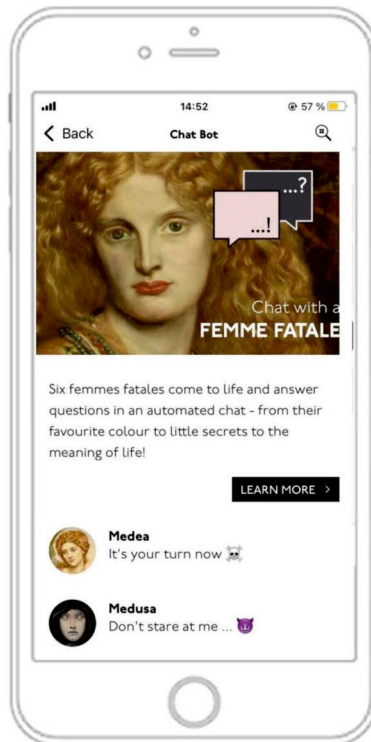 14:52
57 %
Back
Chat Bot
...?
...!
Chat with a
FEMME FATALE
Six femmes fatales come to life and answer
questions in an automated chat - from their
favourite colour to little secrets to the
meaning of life!
LEARN MORE >
Medea
It's your turn now ☠️
Medusa
Don't stare at me ... 😈